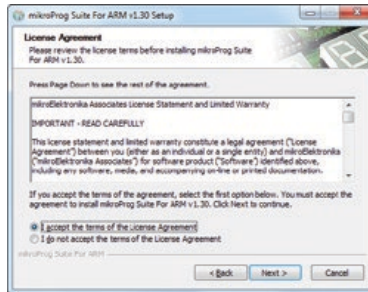 mikroProg Suite For ARM v1.30 Setup
License Agreement
Please review the license terms before installing mikroProg Suite
For ARM v1.30.
Press Page Down to see the rest of the agreement.
mikroElektronika Associates License Statement and Limited Warranty
IMPORTANT - READ CAREFULLY
This license statement and limited warranty constitute a legal agreement ("License
Agreement") between you (either as an individual or a single entity) and mikroElektronika
("mikroElektronika Associates") for software product ("Software") identified above,
including any software, media, and accompanying on-line or printed documentation.
If you accept the terms of the agreement, select the first option below. You must accept the
agreement to install mikroProg Suite For ARM v1.30. Click Next to continue.
I accept the terms of the License Agreement
I do not accept the terms of the License Agreement
mikroProg Suite For ARM
< Back
Next >
Cancel